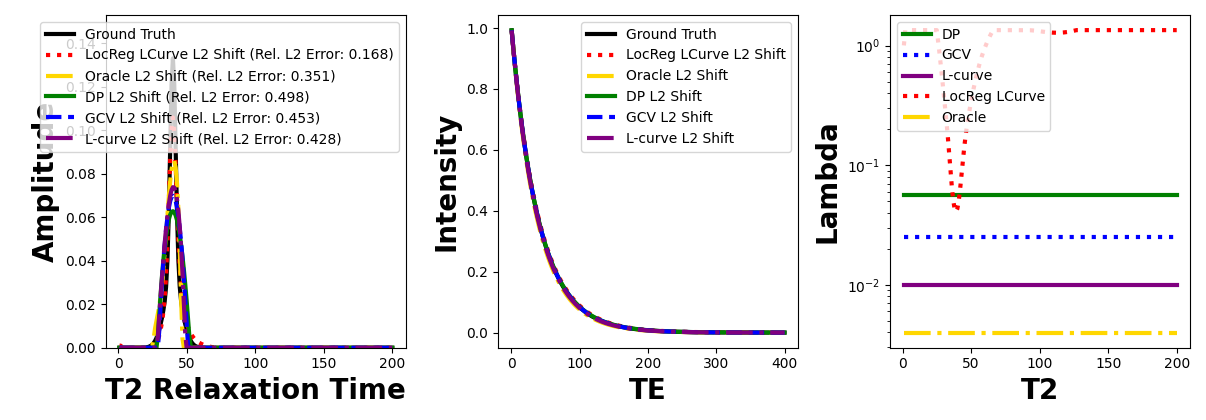 Ground Truth
LocReg LCurve L2 Shift (Rel. L2 Error: 0.168)
Oracle L2 Shift (Rel. L2 Error: 0.351)
DP L2 Shift (Rel. L2 Error: 0.498)
GCV L2 Shift (Rel. L2 Error: 0.453)
L-curve L2 Shift (Rel. L2 Error: 0.428)
Amplitude
0.14
0.12
0.10
0.08
0.06
0.04
0.02
0.00
0
50
100
150
200
T2 Relaxation Time
Ground Truth
LocReg LCurve L2 Shift
Oracle L2 Shift
DP L2 Shift
GCV L2 Shift
L-curve L2 Shift
Intensity
1.0
0.8
0.6
0.4
0.2
0.0
0
100
200
300
400
TE
DP
GCV
L-curve
LocReg LCurve
Oracle
Lambda
10⁰
10⁻¹
10⁻²
0
50
100
150
200
T2